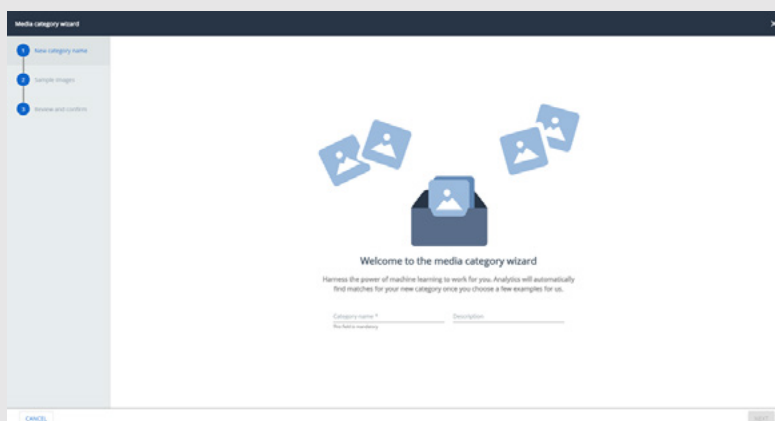 Media category wizard
1 New category name
2 Sample images
3 Review and confirm
Welcome to the media category wizard
Harness the power of machine learning to work for you. Analytics will automatically
find matches for your new category once you choose a few examples for us.
Category name * Description
This field is mandatory
CANCEL NEXT